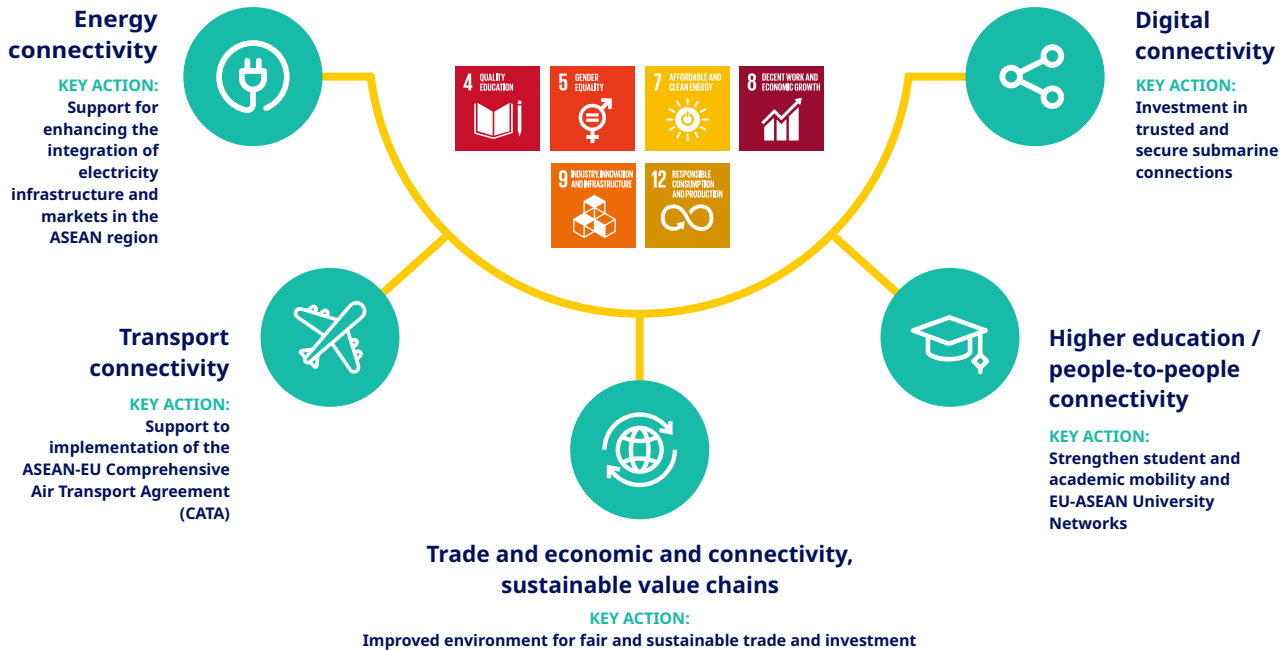 Energy
connectivity
KEY ACTION:
Support for
enhancing the
integration of
electricity
infrastructure and
markets in the
ASEAN region
4 QUALITY
EDUCATION
5 GENDER
EQUALITY
7 AFFORDABLE AND
CLEAN ENERGY
8 DECENT WORK AND
ECONOMIC GROWTH
9 INDUSTRY, INNOVATION
AND INFRASTRUCTURE
12 RESPONSIBLE
CONSUMPTION
AND PRODUCTION
Digital
connectivity
KEY ACTION:
Investment in
trusted and
secure submarine
connections
Transport
connectivity
KEY ACTION:
Support to
implementation of the
ASEAN-EU Comprehensive
Air Transport Agreement
(CATA)
Higher education /
people-to-people
connectivity
KEY ACTION:
Strengthen student and
academic mobility and
EU-ASEAN University
Networks
Trade and economic and connectivity,
sustainable value chains
KEY ACTION:
Improved environment for fair and sustainable trade and investment